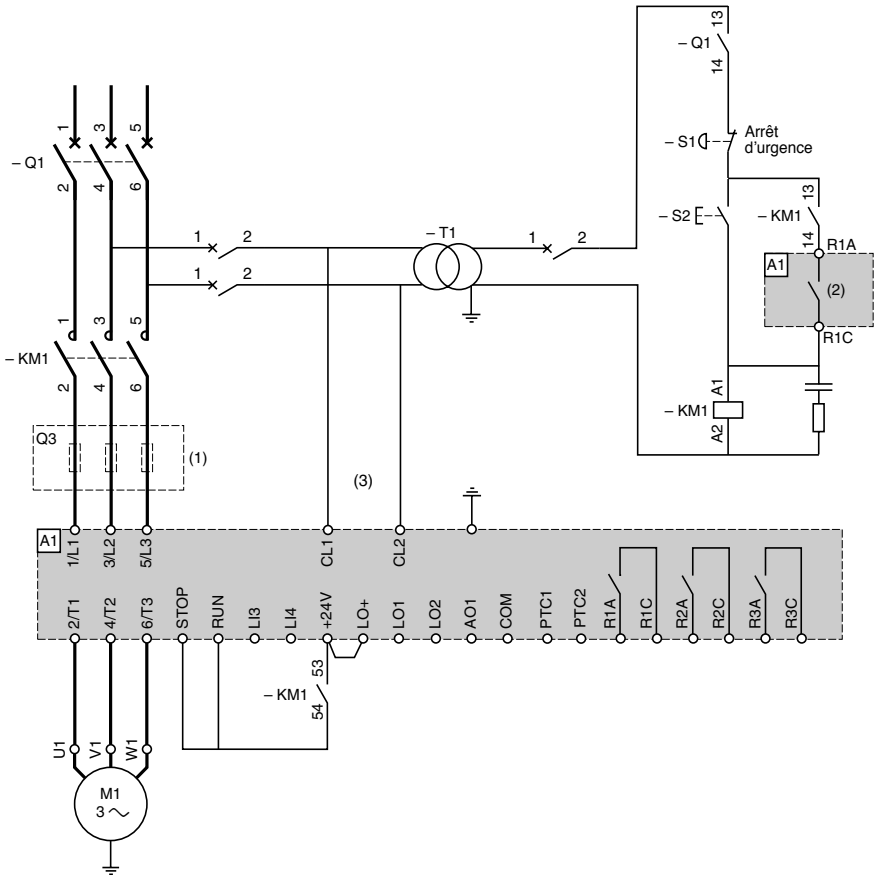 13
– Q1
14
1
3
5
– Q1
2
4
6
– S1
Arrêt
d'urgence
13
– S2
– KM1
14
R1A
1
2
– T1
1
2
1
2
A1
(2)
R1C
1
3
5
– KM1
2
4
6
A1
– KM1
A2
Q3
(1)
(3)
A1
1/L1
3/L2
5/L3
CL1
CL2
2/T1
4/T2
6/T3
STOP
RUN
LI3
LI4
+24V
LO+
LO1
LO2
AO1
COM
PTC1
PTC2
R1A
R1C
R2A
R2C
R3A
R3C
53
– KM1
54
U1
V1
W1
M1
3